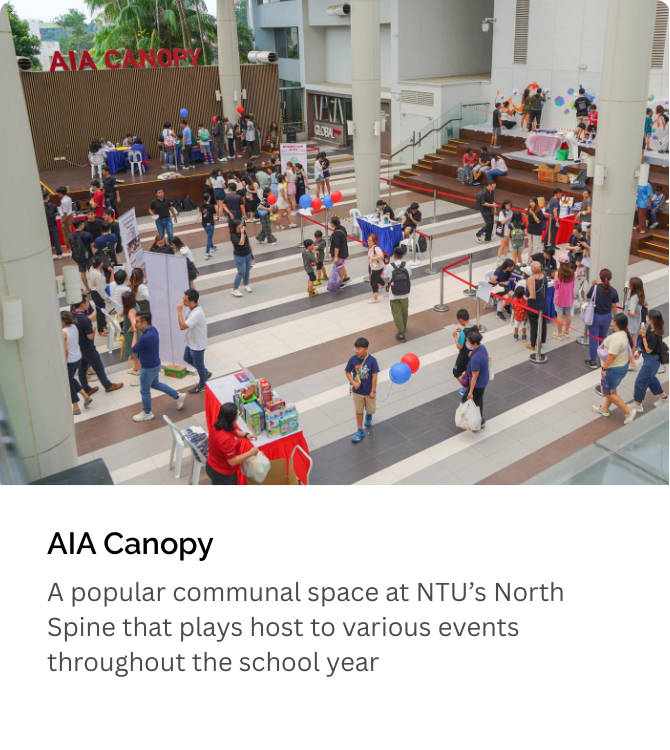 AIA CANOPY
GLOBAL
AIA Canopy
A popular communal space at NTU’s North
Spine that plays host to various events
throughout the school year